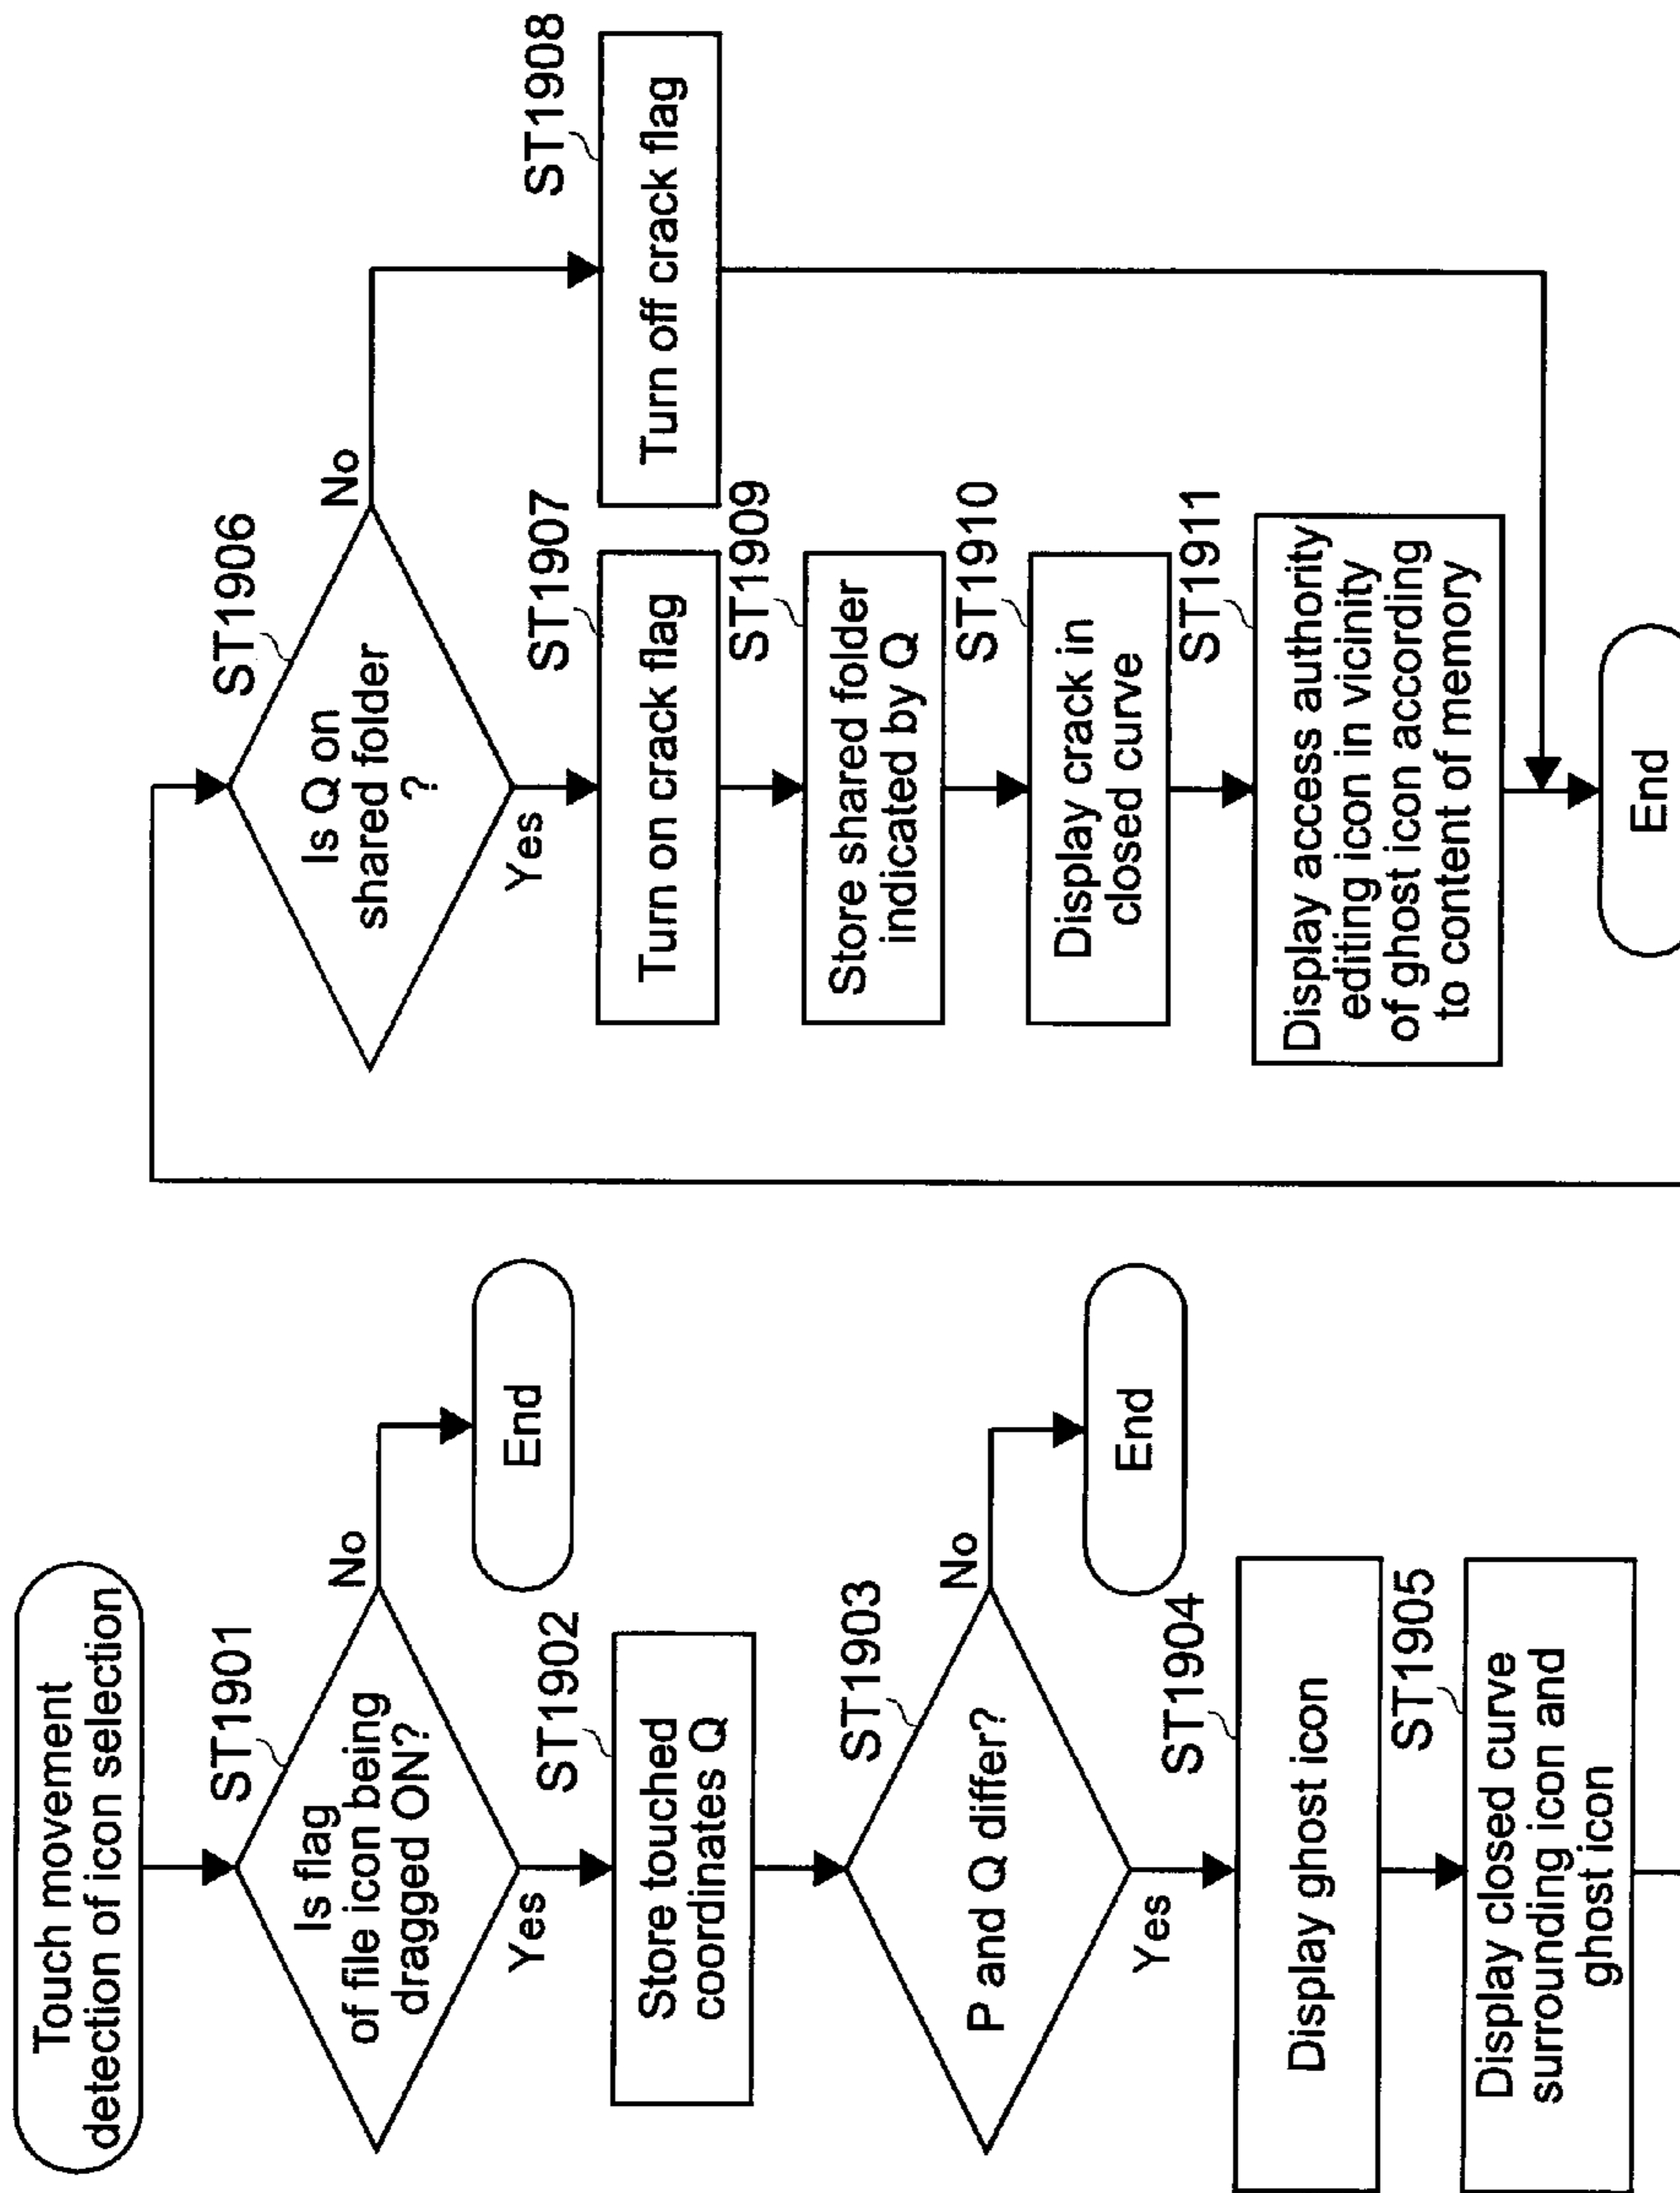 Touch movement
detection of icon selection
ST1901
Is flag
of file icon being
dragged ON?
No
End
Yes
ST1902
Store touched
coordinates Q
ST1903
P and Q differ?
No
End
Yes
ST1904
Display ghost icon
ST1905
Display closed curve
surrounding icon and
ghost icon
ST1906
Is Q on
shared folder
?
No
Yes
ST1907
Turn on crack flag
ST1908
Turn off crack flag
ST1909
Store shared folder
indicated by Q
ST1910
Display crack in
closed curve
ST1911
Display access authority
editing icon in vicinity
of ghost icon according
to content of memory
End